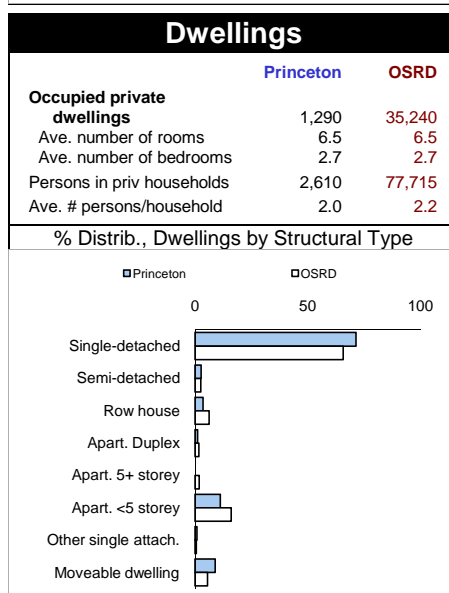 Dwellings
Princeton OSRD
Occupied private
dwellings 1,290 35,240
Ave. number of rooms 6.5 6.5
Ave. number of bedrooms 2.7 2.7
Persons in priv households 2,610 77,715
Ave. # persons/household 2.0 2.2
% Distrib., Dwellings by Structural Type
Princeton OSRD
0 50 100
Single-detached
Semi-detached
Row house
Apart. Duplex
Apart. 5+ storey
Apart. <5 storey
Other single attach.
Moveable dwelling